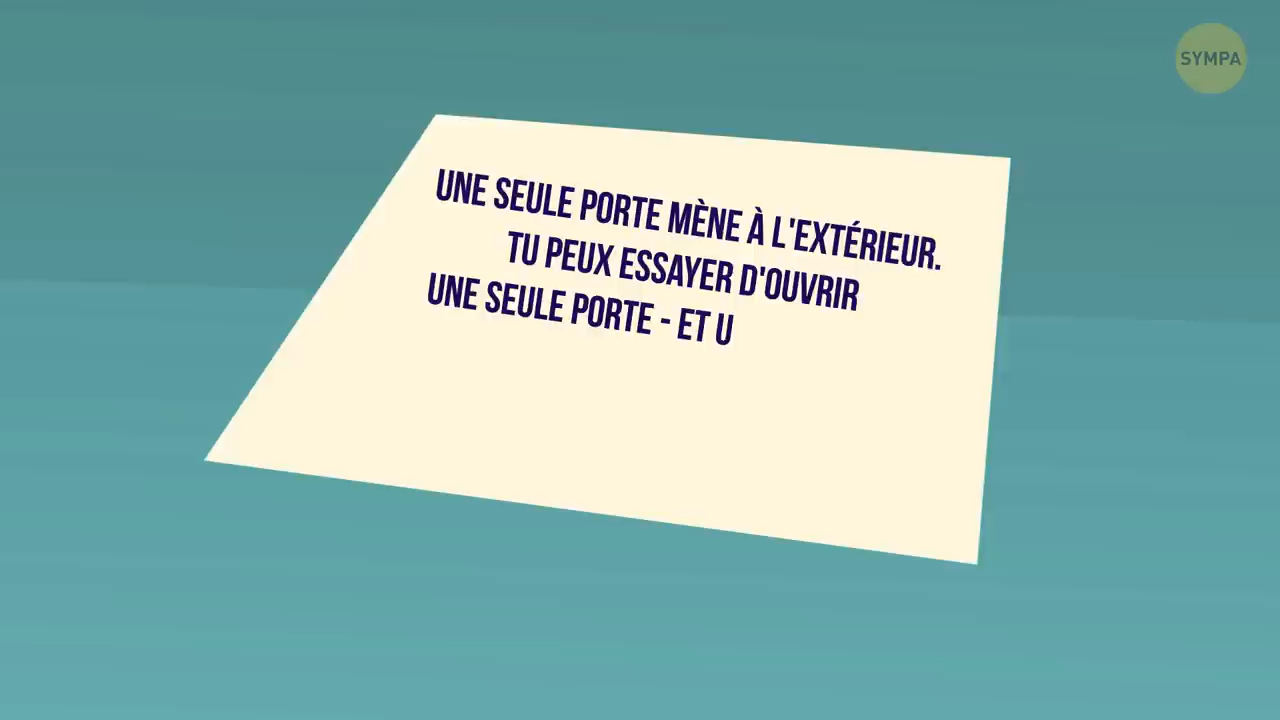 SYMPA
UNE SEULE PORTE MÈNE À L'EXTÉRIEUR.
TU PEUX ESSAYER D'OUVRIR
UNE SEULE PORTE - ET U